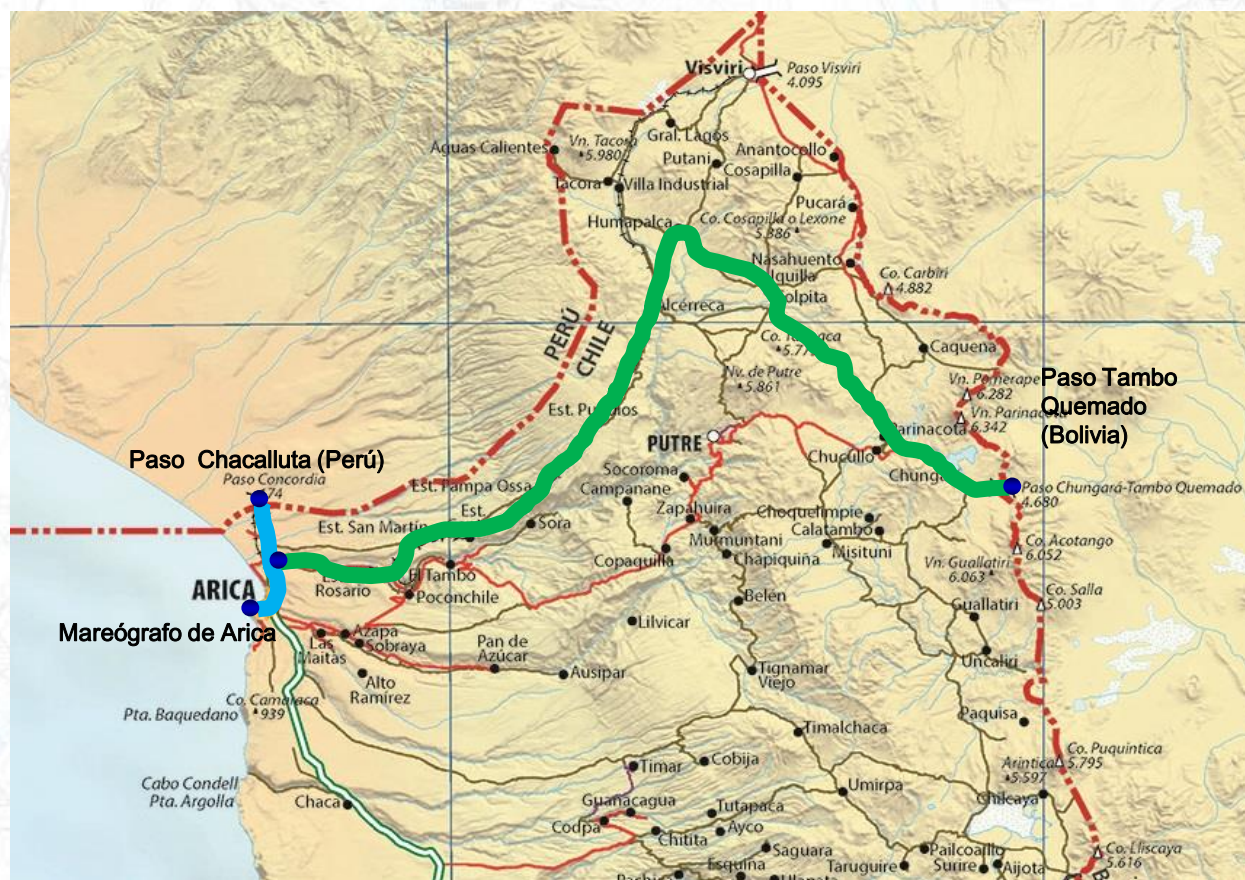 Visviri
Paso Visviri
4.095
Gral. Lagos
Aguas Calientes
Vn. Tacora
5.980
Putani
Anantocollo
Cosapilla
Tacora
Villa Industrial
Pucará
Humapalca
Co. Cosapilla o Lexone
5.386
Nasahuento
Co. Carbiri
4.882
Alcérreca
PERÚ
CHILE
Caquena
5.77
Nv. de Putre
5.861
Vn. Pomerape
6.282
Vn. Parinacota
6.342
Paso Tambo
Quemado
(Bolivia)
PUTRE
Parinacota
Chucullo
Paso Chacalluta (Perú)
Paso Concordia
Socoroma
Campanane
Paso Chungará-Tambo Quemado
4.680
Est. Pampa Ossa
Est.
Est. San Martín
Sora
Zapahuira
Choquelimpie
Calatambo
Murmuntani
Misituni
Co. Acotango
6.052
Copaquilla
Chapiquiña
Vn. Guallatiri
6.063
El Tambo
Rosario
Poconchile
ARICA
Belén
Co. Salla
5.003
Guallatiri
Mareógrafo de Arica
Lilvicar
Las
Maitas
Azapa
Sobraya
Pan de
Azúcar
Uncaliri
Alto
Ramírez
Ausipar
Tignamar
Viejo
Co. Camaraca
939
Pta. Baquedano
Paquisa
Timalchaca
Co. Puquintica
5.795
Arintica
5.597
Cobija
Timar
Cabo Condell
Pta. Argolla
Umirpa
Chilcaya
Chaca
Guanacagua
Tutapaca
Codpa
Chitita
Ayco
Saguara
Pailcoaillo
Co. Lliscaya
5.616
Esquina
Taruguire
Surire
Aijota